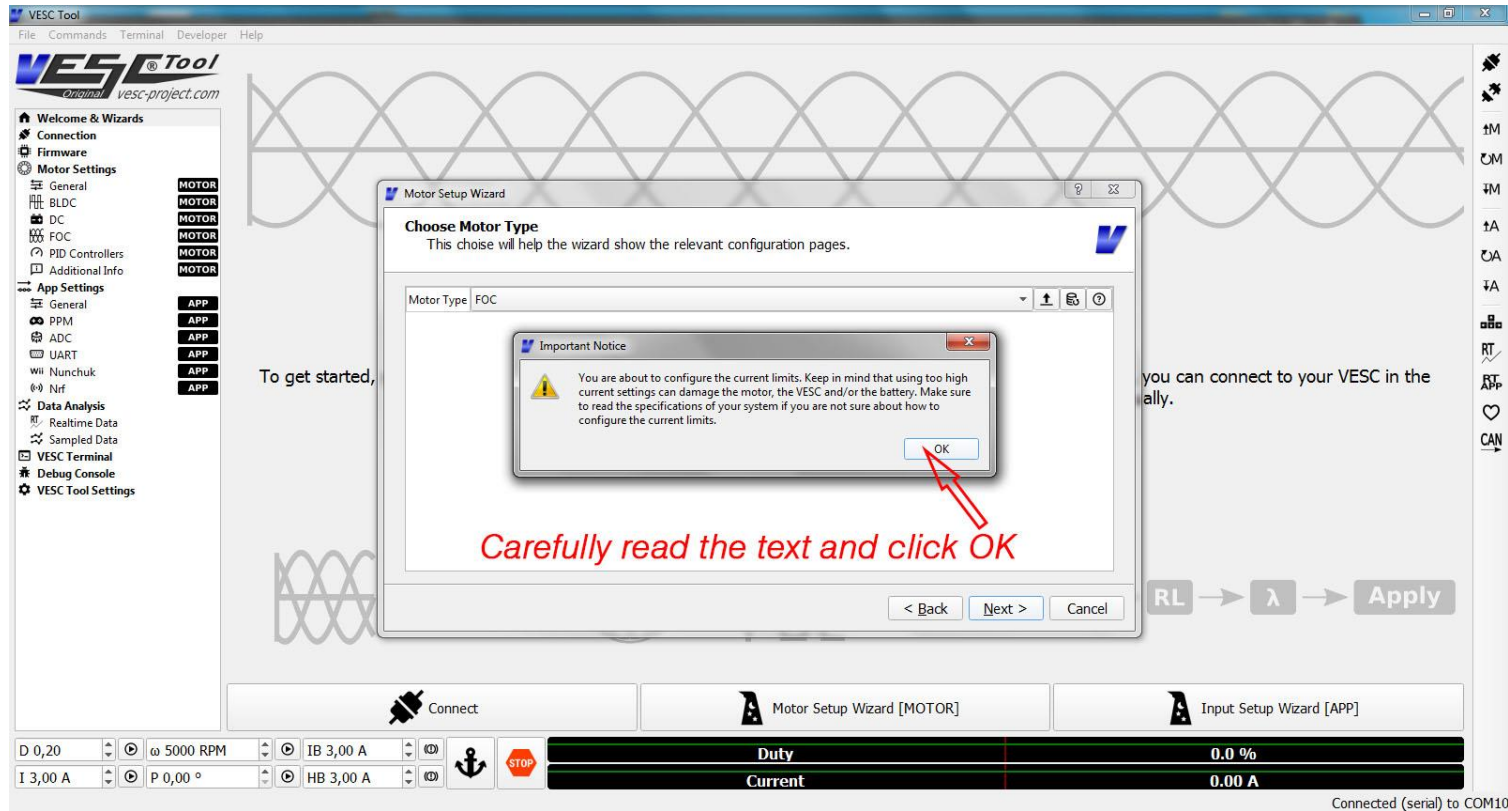 VESC Tool
File Commands Terminal Developer Help
VESC® Tool
Original vesc-project.com
Welcome & Wizards
Connection
Firmware
Motor Settings
General MOTOR
BLDC MOTOR
DC MOTOR
FOC MOTOR
PID Controllers MOTOR
Additional Info MOTOR
App Settings
General APP
PPM APP
ADC APP
UART APP
Wii Nunchuk APP
Nrf APP
Data Analysis
RT Realtime Data
Sampled Data
VESC Terminal
Debug Console
VESC Tool Settings
To get started,
you can connect to your VESC in the
ally.
Motor Setup Wizard
Choose Motor Type
This choise will help the wizard show the relevant configuration pages.
Motor Type FOC
Important Notice
You are about to configure the current limits. Keep in mind that using too high
current settings can damage the motor, the VESC and/or the battery. Make sure
to read the specifications of your system if you are not sure about how to
configure the current limits.
OK
Carefully read the text and click OK
< Back Next > Cancel
RL λ Apply
M
M
M
A
A
A
RT
RT
APP
CAN
Connect
Motor Setup Wizard [MOTOR]
Input Setup Wizard [APP]
D 0,20 ω 5000 RPM IB 3,00 A
I 3,00 A P 0,00 ° HB 3,00 A
STOP
Duty 0.0 %
Current 0.00 A
Connected (serial) to COM10